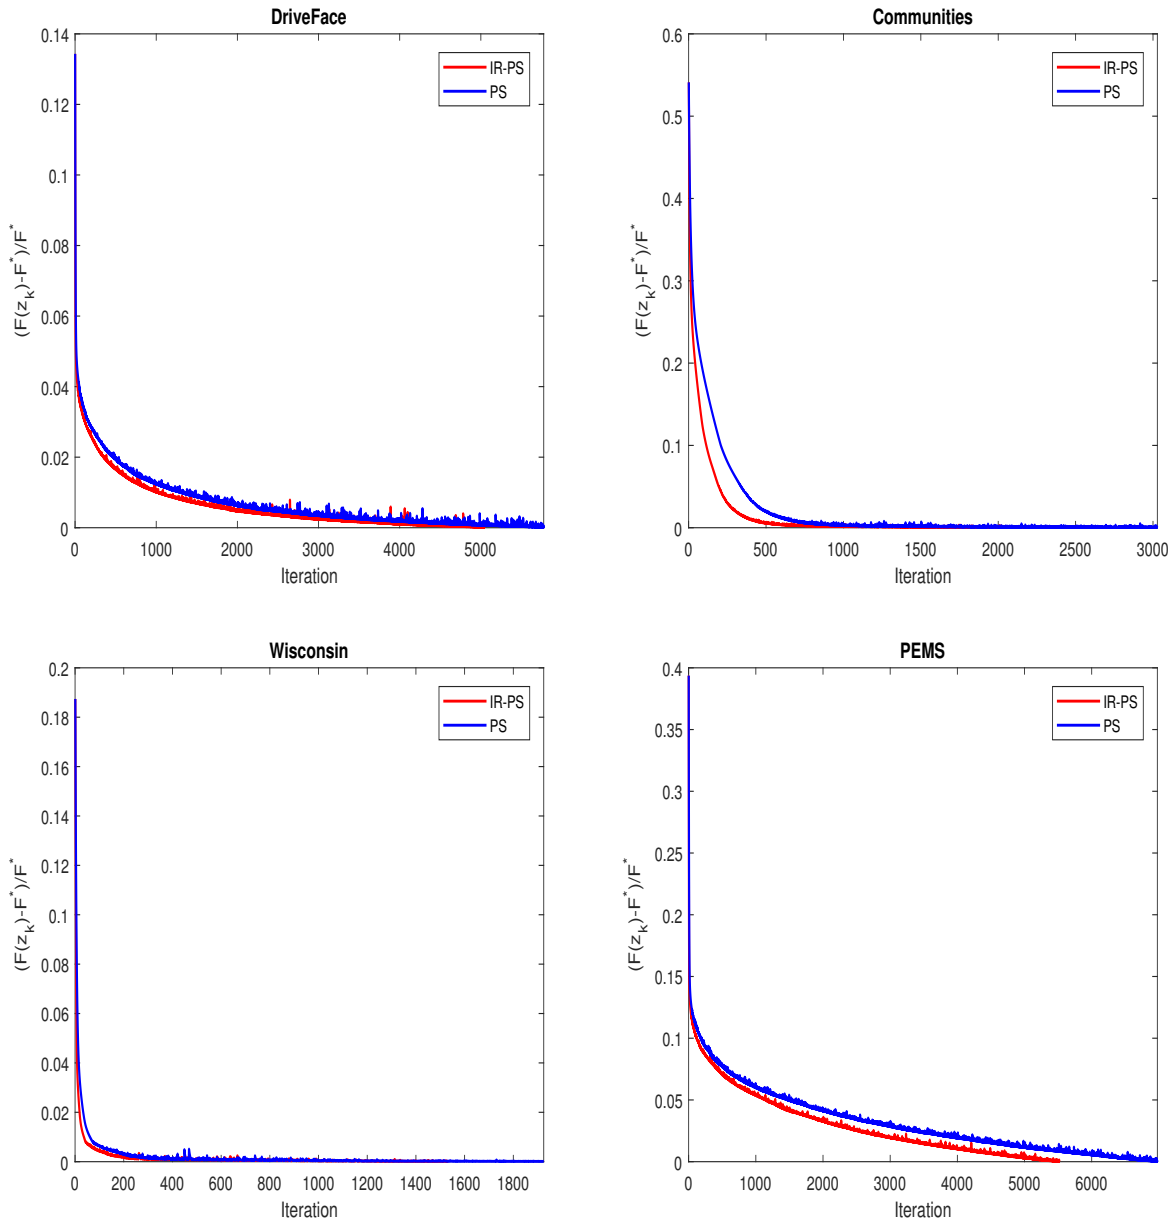 DriveFace
0.14
0.12
0.1
0.08
0.06
0.04
0.02
0
(F(z_k)-F^*)/F^*
0 1000 2000 3000 4000 5000
Iteration
IR-PS
PS
Communities
0.6
0.5
0.4
0.3
0.2
0.1
0
(F(z_k)-F^*)/F^*
0 500 1000 1500 2000 2500 3000
Iteration
IR-PS
PS
Wisconsin
0.2
0.18
0.16
0.14
0.12
0.1
0.08
0.06
0.04
0.02
0
(F(z_k)-F^*)/F^*
0 200 400 600 800 1000 1200 1400 1600 1800
Iteration
IR-PS
PS
PEMS
0.4
0.35
0.3
0.25
0.2
0.15
0.1
0.05
0
(F(z_k)-F^*)/F^*
0 1000 2000 3000 4000 5000 6000
Iteration
IR-PS
PS